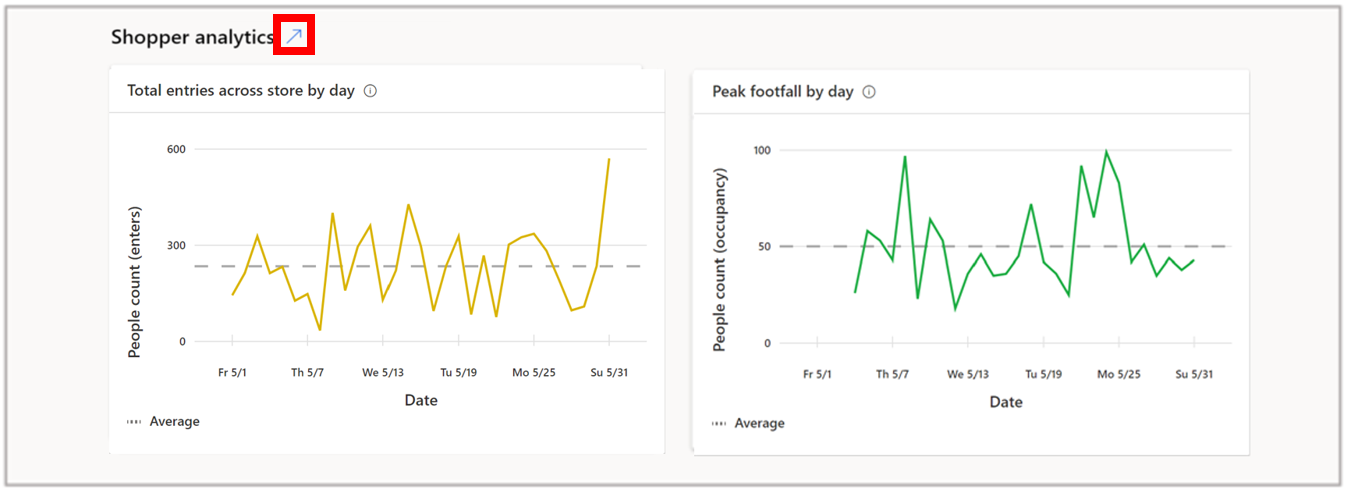 Shopper analytics
Total entries across store by day
People count (enters)
600
300
0
Fr 5/1 Th 5/7 We 5/13 Tu 5/19 Mo 5/25 Su 5/31
Date
Average
Peak footfall by day
People count (occupancy)
100
50
0
Fr 5/1 Th 5/7 We 5/13 Tu 5/19 Mo 5/25 Su 5/31
Date
Average